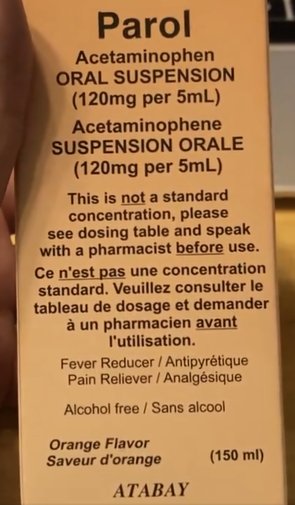 Parol
Acetaminophen
ORAL SUSPENSION
(120mg per 5mL)
Acetaminophene
SUSPENSION ORALE
(120mg per 5mL)
This is not a standard
concentration, please
see dosing table and speak
with a pharmacist before use.
Ce n'est pas une concentration
standard. Veuillez consulter le
tableau de dosage et demander
à un pharmacien avant
l'utilisation.
Fever Reducer / Antipyrétique
Pain Reliever / Analgésique
Alcohol free / Sans alcool
Orange Flavor
Saveur d'orange (150 ml)
ATABAY